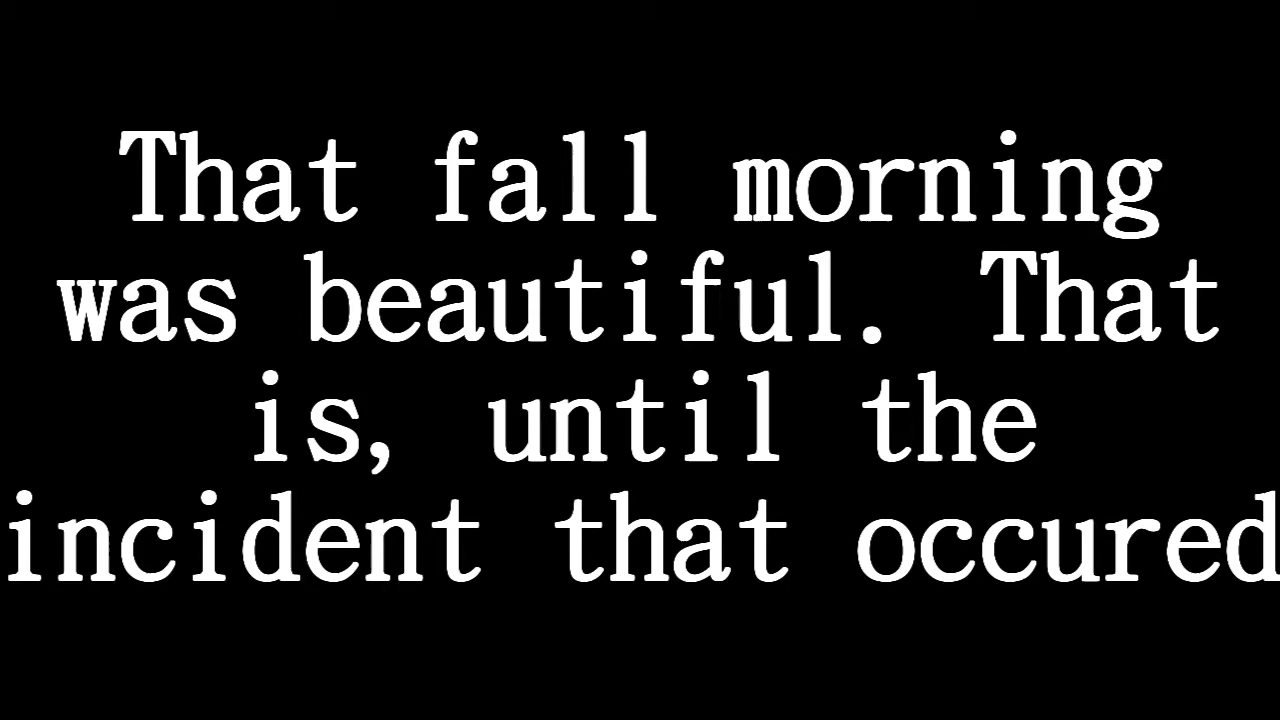 That fall morning
was beautiful. That
is, until the
incident that occured